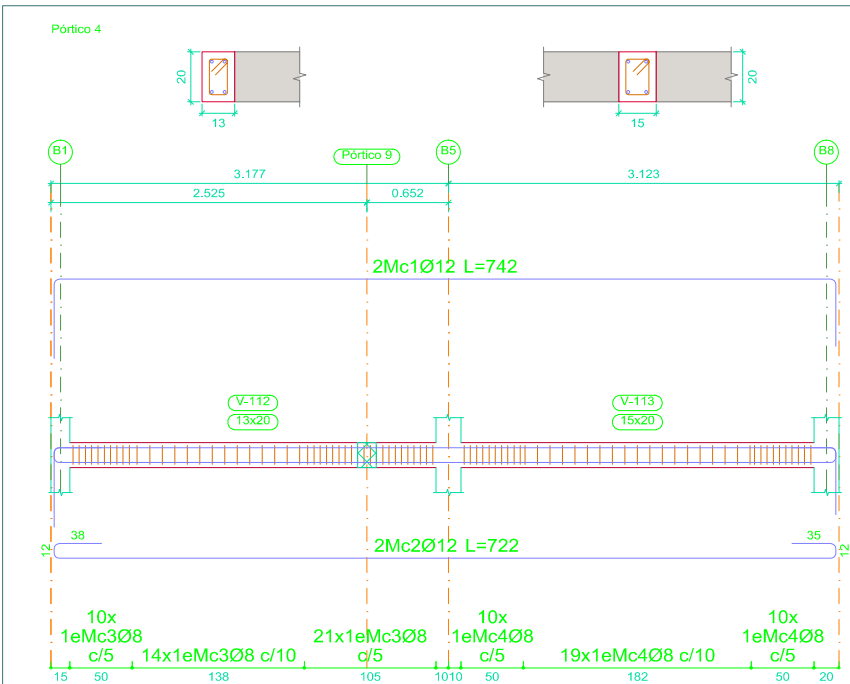 Pórtico 4
20
13
15
20
B1
Pórtico 9
B5
B8
3.177
3.123
2.525
0.652
2Mc1Ø12 L=742
V-112
13x20
V-113
15x20
38
12
2Mc2Ø12 L=722
35
12
10x
1eMc3Ø8
c/5
14x1eMc3Ø8 c/10
21x1eMc3Ø8
c/5
10x
1eMc4Ø8
c/5
19x1eMc4Ø8 c/10
10x
1eMc4Ø8
c/5
15
50
138
105
10
10
50
182
50
20